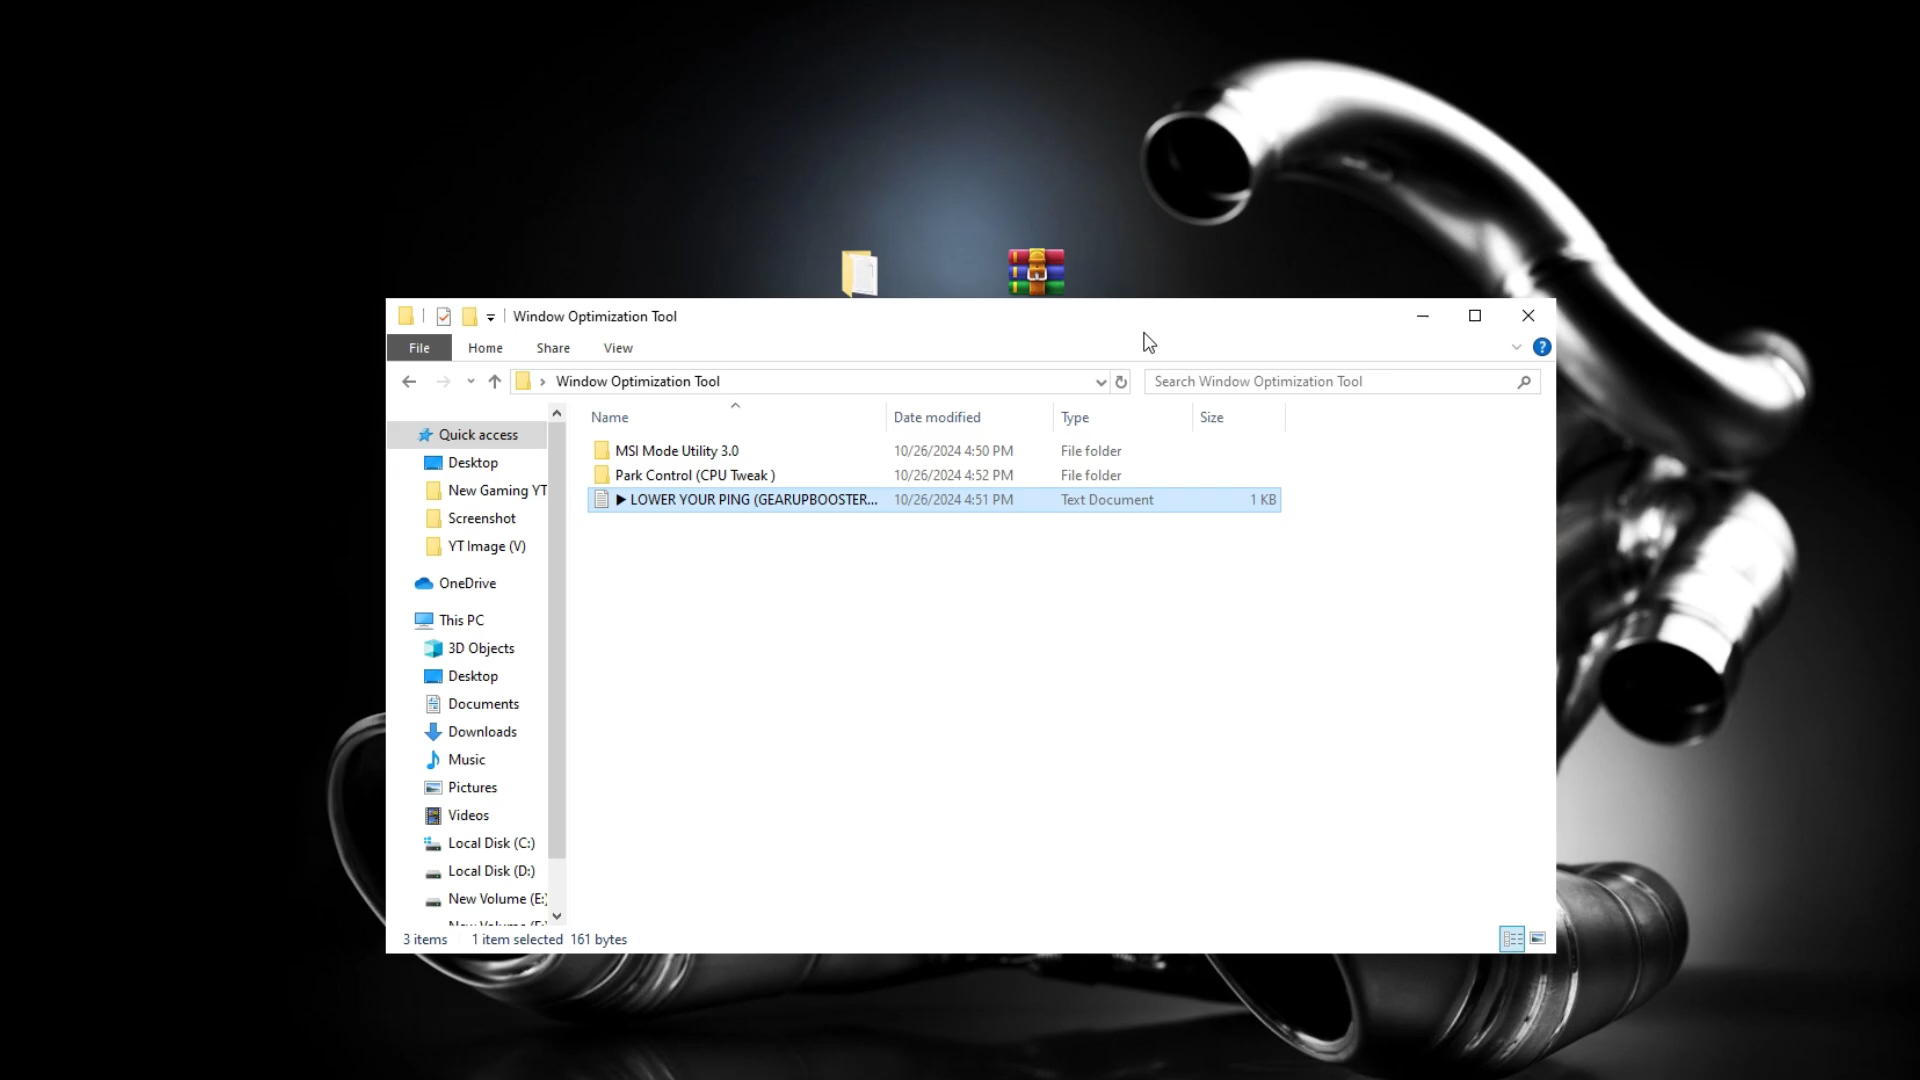 Window Optimization Tool
File Home Share View
Window Optimization Tool
Search Window Optimization Tool
Name Date modified Type Size
Quick access
Desktop
New Gaming YT
Screenshot
YT Image (V)
OneDrive
This PC
3D Objects
Desktop
Documents
Downloads
Music
Pictures
Videos
Local Disk (C:)
Local Disk (D:)
New Volume (E:)
MSI Mode Utility 3.0 10/26/2024 4:50 PM File folder
Park Control (CPU Tweak ) 10/26/2024 4:52 PM File folder
▶ LOWER YOUR PING (GEARUPBOOSTER... 10/26/2024 4:51 PM Text Document 1 KB
3 items 1 item selected 161 bytes